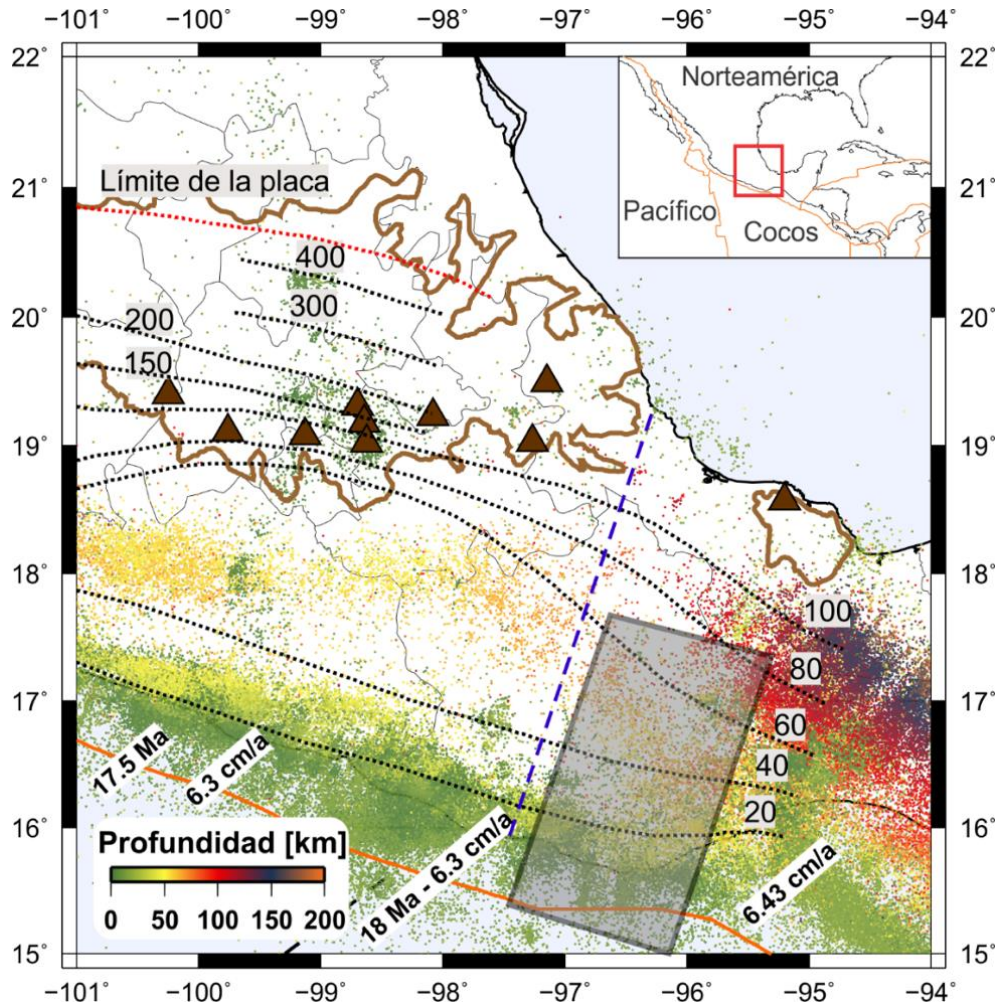 −101˚ −100˚ −99˚ −98˚ −97˚ −96˚ −95˚ −94˚
22˚
Norteamérica
Pacífico
Cocos
Límite de la placa
21˚ 21˚
400
300
20˚ 20˚
200
150
19˚ 19˚
18˚ 18˚
100
80
17˚ 17˚
60
40
20
16˚ 16˚
17.5 Ma
6.3 cm/a
18 Ma - 6.3 cm/a
6.43 cm/a
Profundidad [km]
0 50 100 150 200
15˚ 15˚
−101˚ −100˚ −99˚ −98˚ −97˚ −96˚ −95˚ −94˚
22˚